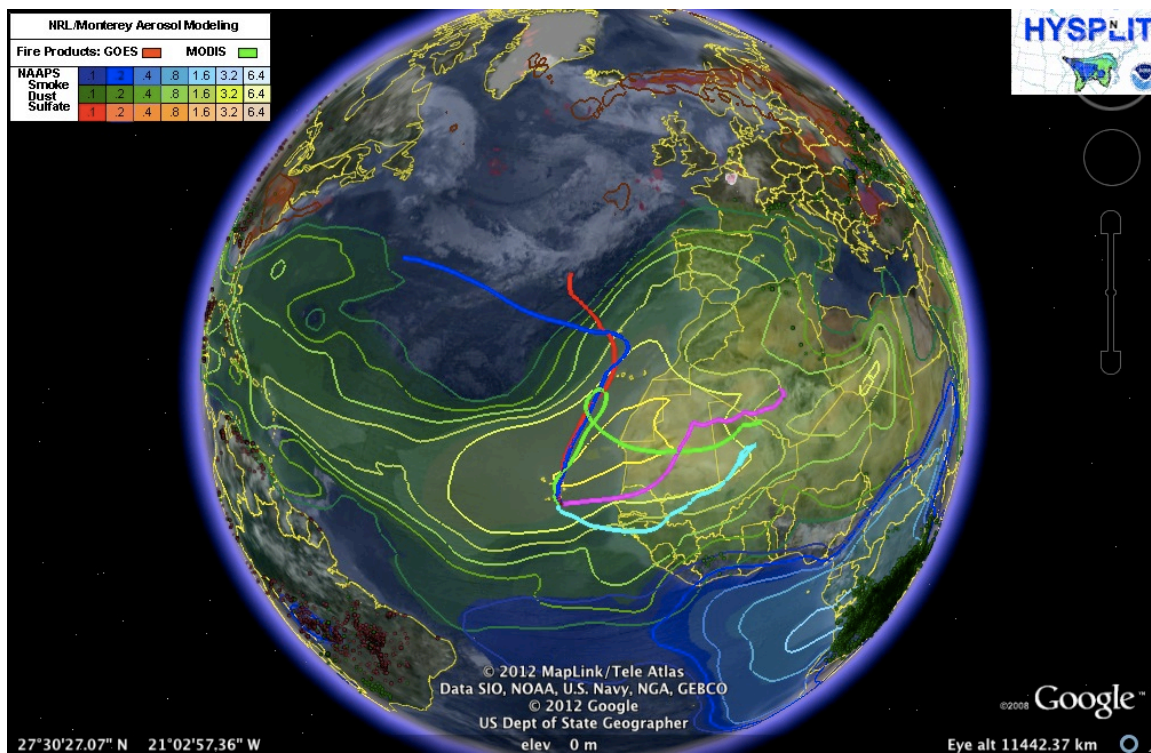 NRL/Monterey Aerosol Modeling
Fire Products: GOES MODIS
NAAPS .1 .2 .4 .8 1.6 3.2 6.4
Smoke
Dust .1 .2 .4 .8 1.6 3.2 6.4
Sulfate .1 .2 .4 .8 1.6 3.2 6.4
HYSPLIT
N
© 2012 MapLink/Tele Atlas
Data SIO, NOAA, U.S. Navy, NGA, GEBCO
© 2012 Google
US Dept of State Geographer
©2008 Google™
27°30'27.07" N 21°02'57.36" W elev 0 m Eye alt 11442.37 km